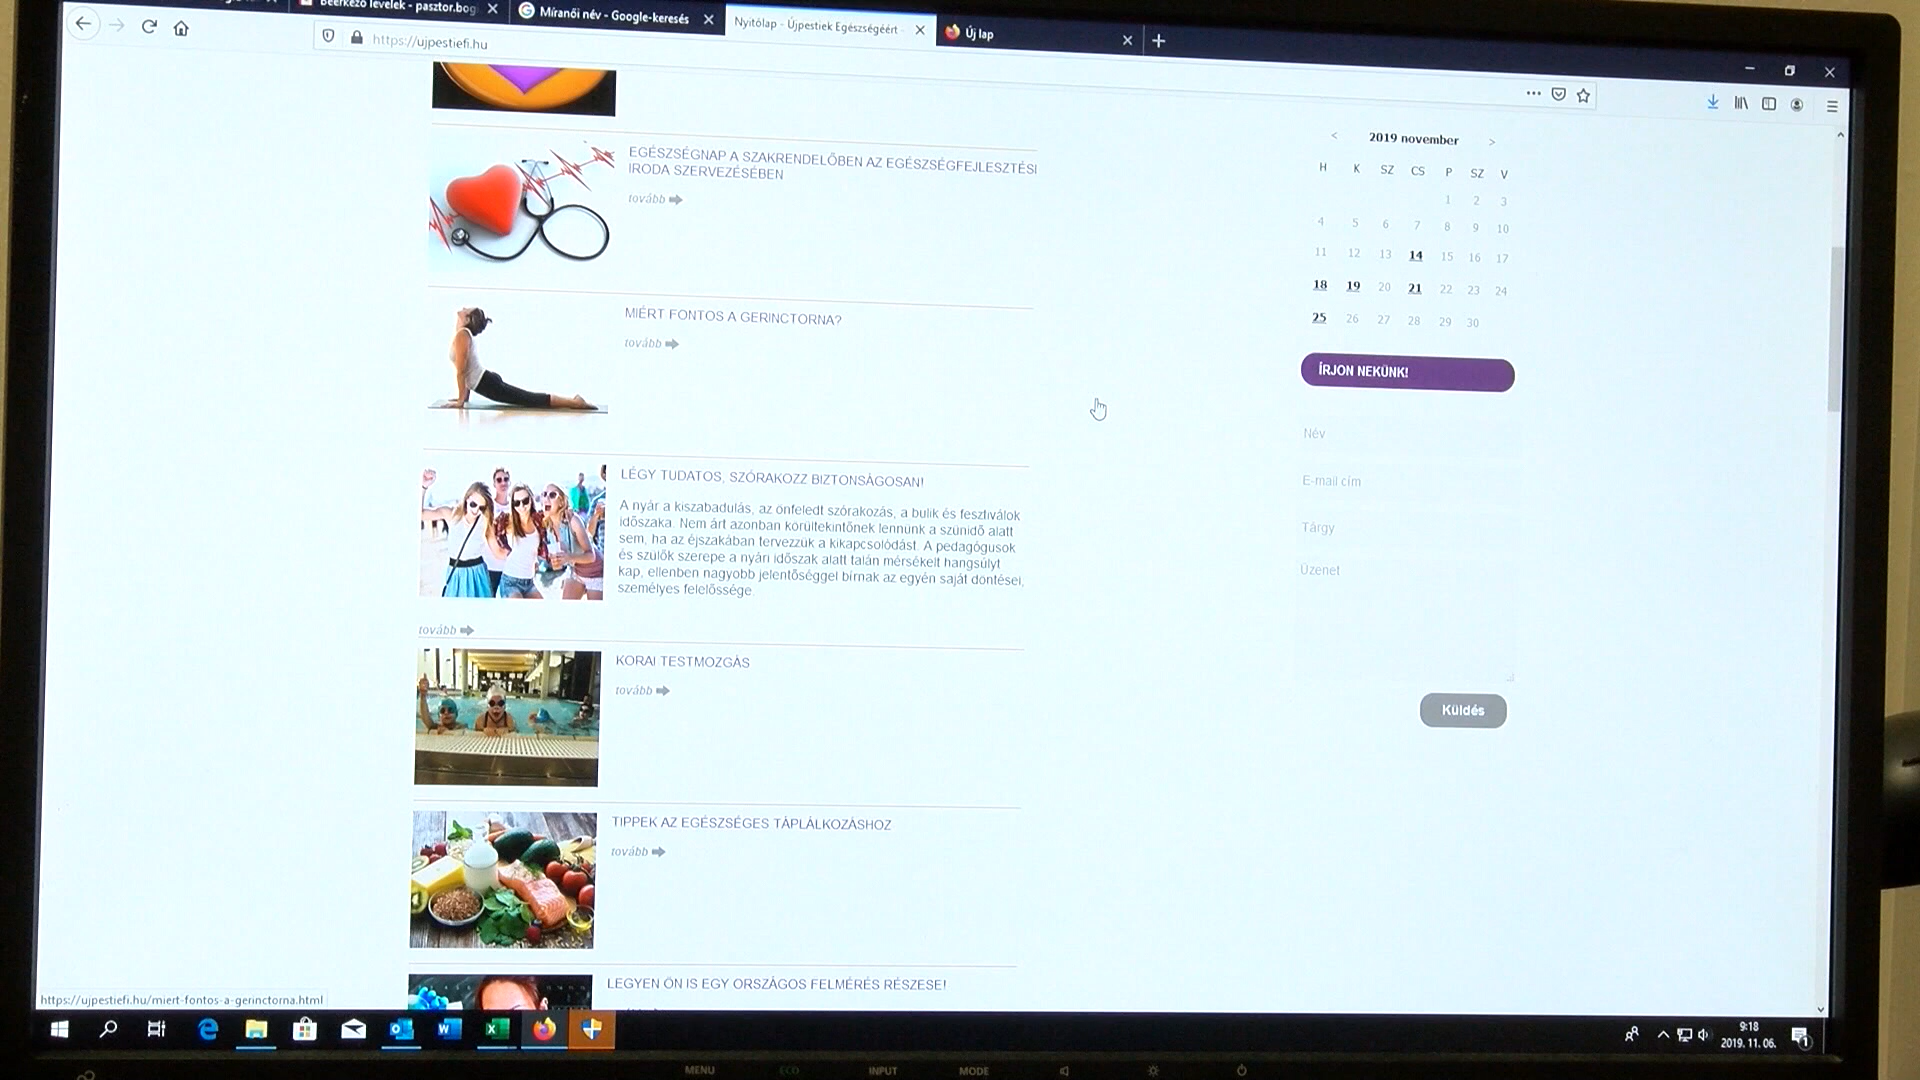 Beérkező levelek - pasztor.bog
Míranői név - Google-keresés
Nyitólap - Újpestiek Egészségéért -
Új lap
https://ujpestiefi.hu
EGÉSZSÉGNAP A SZAKRENDELŐBEN AZ EGÉSZSÉGFEJLESZTÉSI
IRODA SZERVEZÉSÉBEN
tovább
MIÉRT FONTOS A GERINCTORNA?
tovább
LÉGY TUDATOS, SZÓRAKOZZ BIZTONSÁGOSAN!
A nyár a kiszabadulás, az önfeledt szórakozás, a bulik és fesztiválok
időszaka. Nem árt azonban körültekintőnek lennünk a szünidő alatt
sem, ha az éjszakában tervezzük a kikapcsolódást. A pedagógusok
és szülők szerepe a nyári időszak alatt talán mérsékelt hangsúlyt
kap, ellenben nagyobb jelentőséggel bírnak az egyén saját döntései,
személyes felelőssége.
tovább
KORAI TESTMOZGÁS
tovább
TIPPEK AZ EGÉSZSÉGES TÁPLÁLKOZÁSHOZ
tovább
LEGYEN ÖN IS EGY ORSZÁGOS FELMÉRÉS RÉSZESE!
< 2019 november >
H K SZ CS P SZ V
1 2 3
4 5 6 7 8 9 10
11 12 13 14 15 16 17
18 19 20 21 22 23 24
25 26 27 28 29 30
ÍRJON NEKÜNK!
Név
E-mail cím
Tárgy
Üzenet
Küldés
https://ujpestiefi.hu/miert-fontos-a-gerinctorna.html
9:18
2019. 11. 06.
1
MENU ECO INPUT MODE